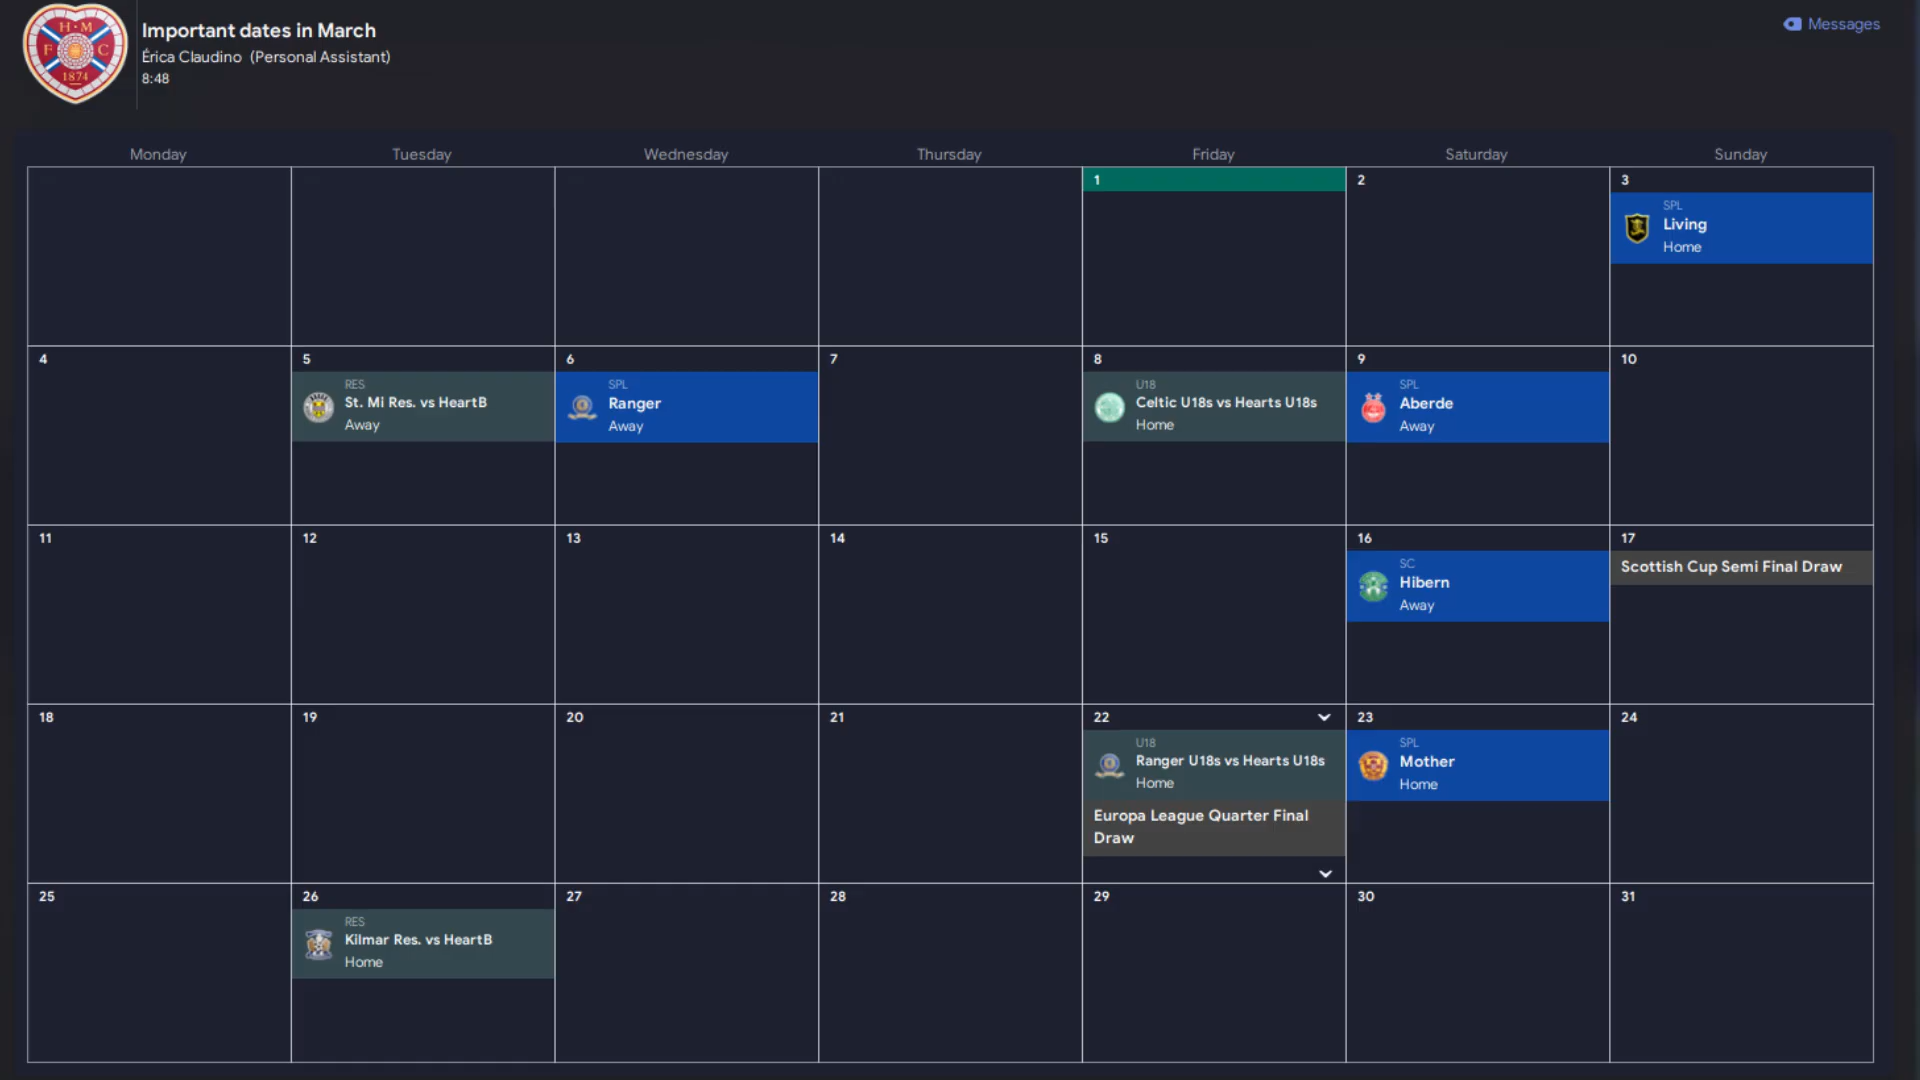 H · M
F C
1874
Important dates in March
Érica Claudino (Personal Assistant)
8:48
Messages
Monday Tuesday Wednesday Thursday Friday Saturday Sunday
1 2 3
SPL
Living
Home
4 5 6 7 8 9 10
RES
St. Mi Res. vs HeartB
Away
SPL
Ranger
Away
U18
Celtic U18s vs Hearts U18s
Home
SPL
Aberde
Away
11 12 13 14 15 16 17
SC
Hibern
Away
Scottish Cup Semi Final Draw
18 19 20 21 22 23 24
U18
Ranger U18s vs Hearts U18s
Home
Europa League Quarter Final
Draw
SPL
Mother
Home
25 26 27 28 29 30 31
RES
Kilmar Res. vs HeartB
Home